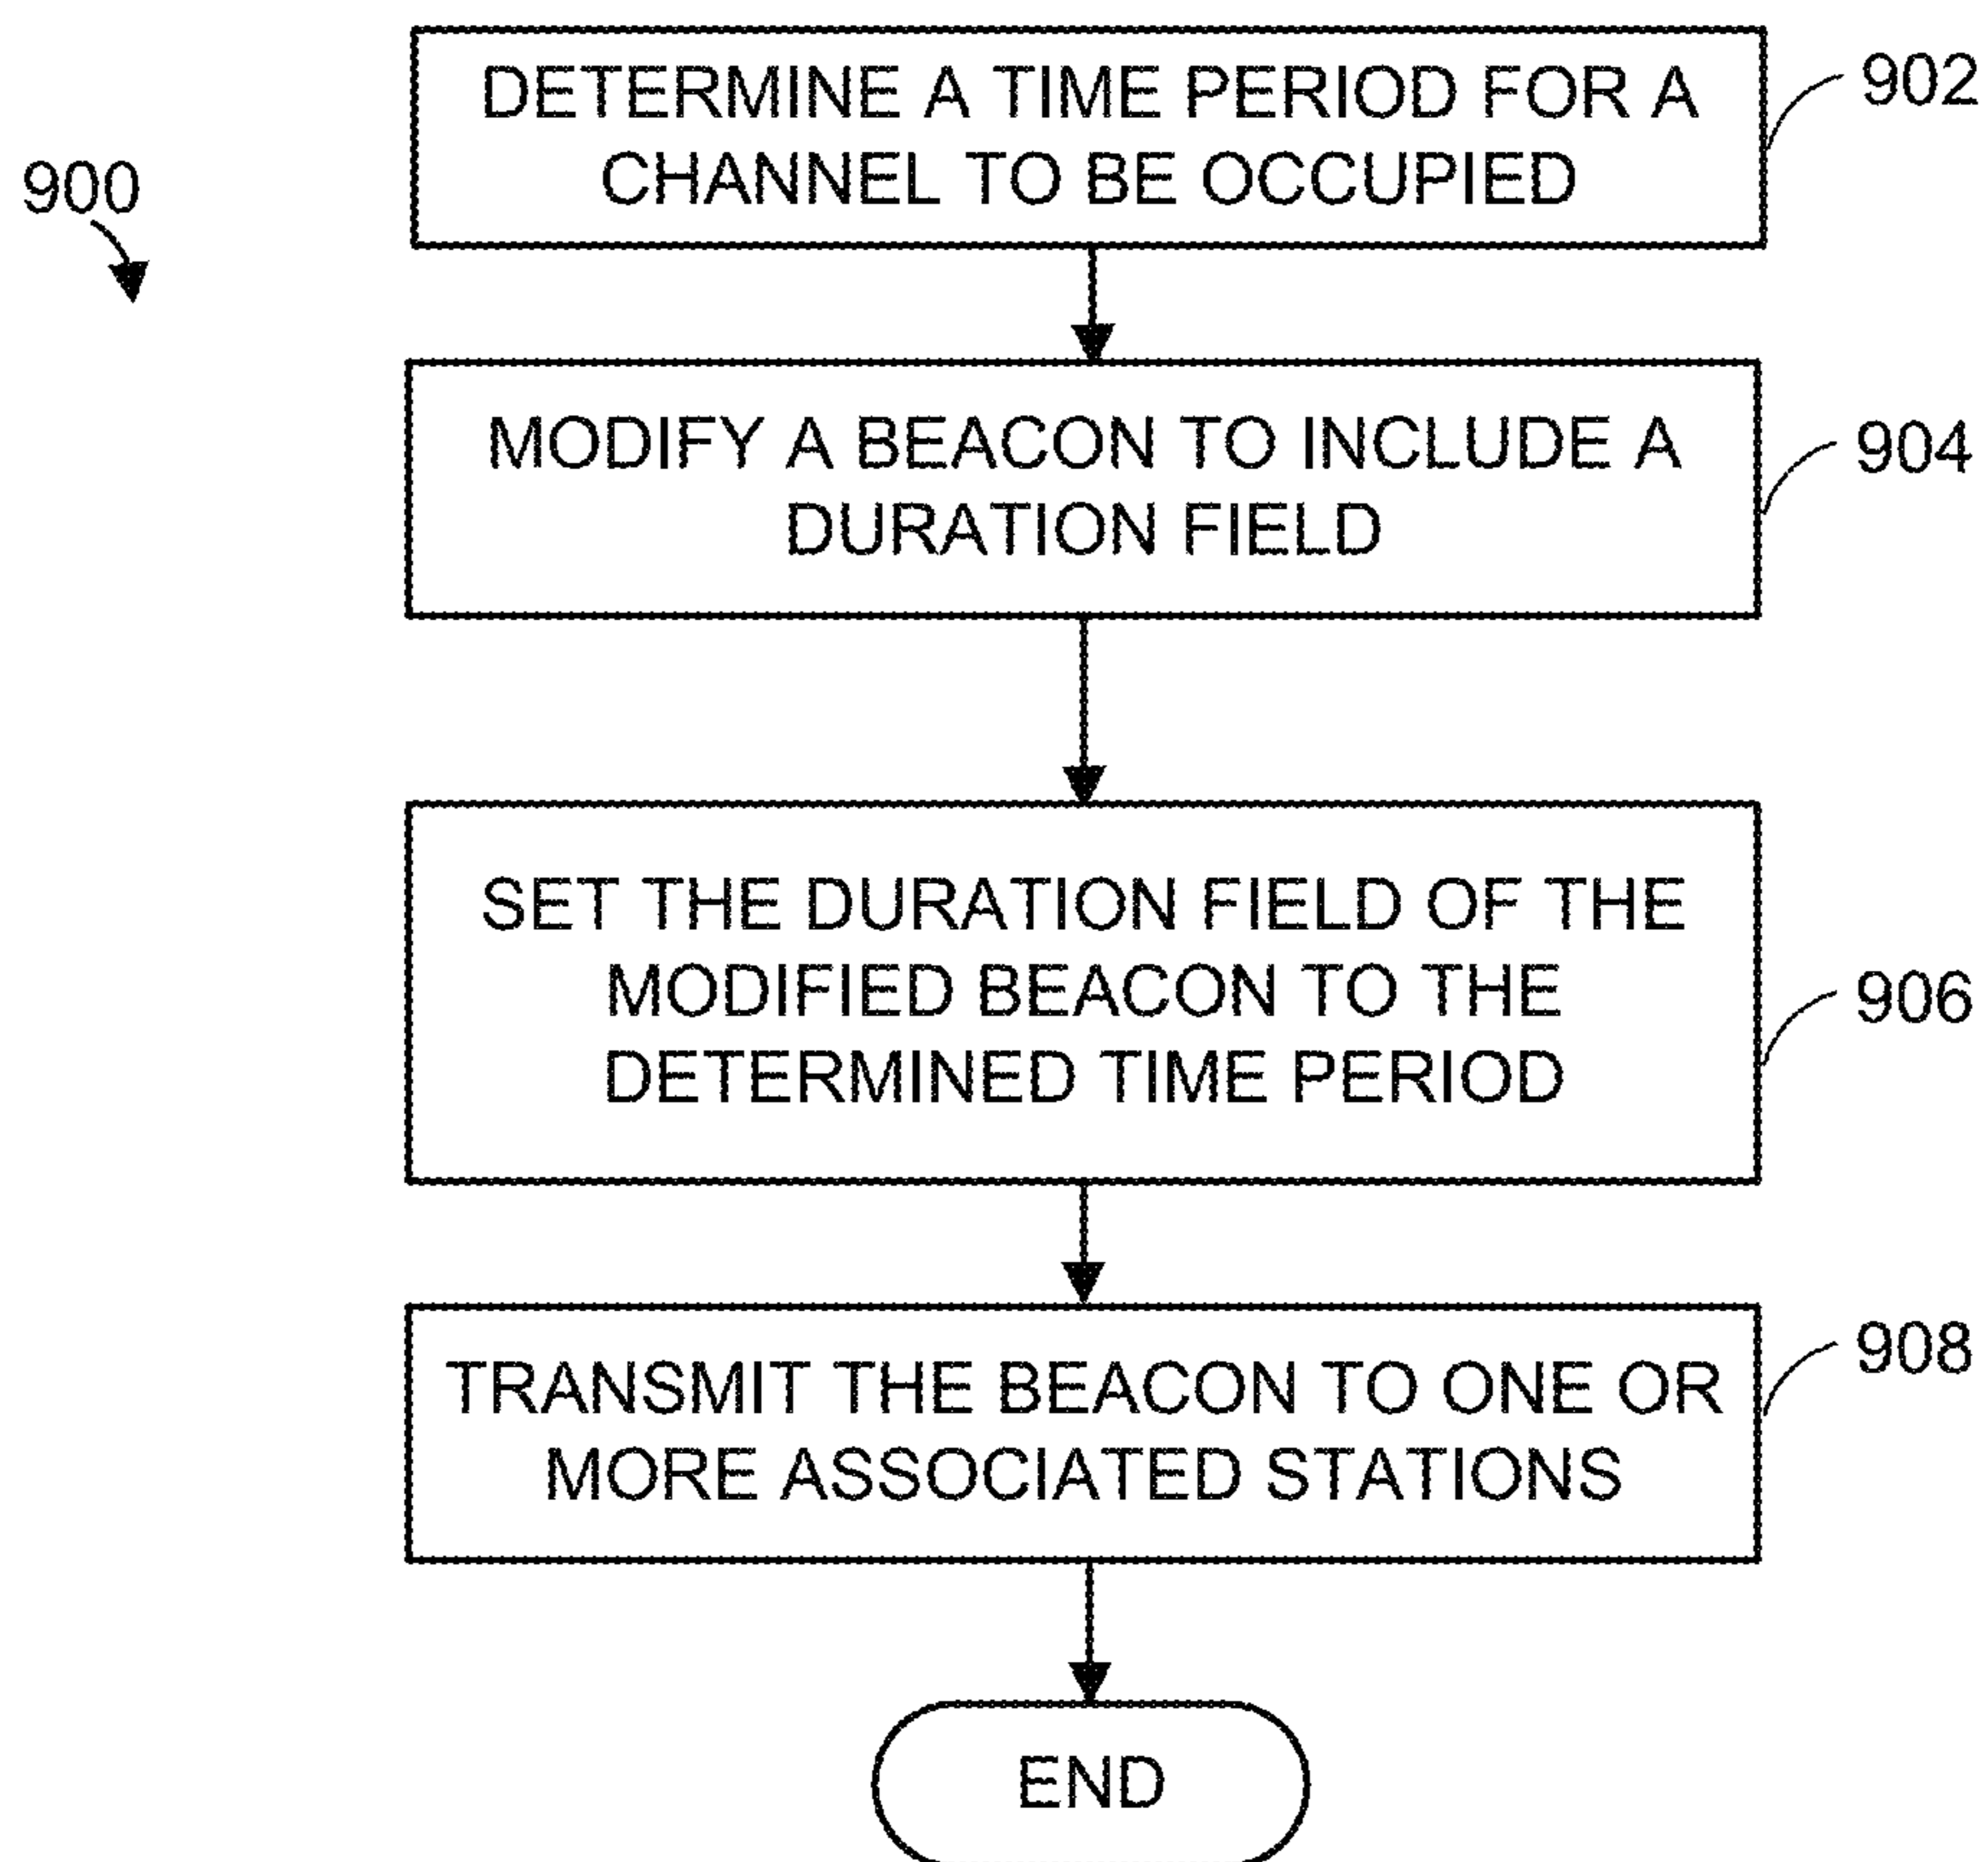 900
DETERMINE A TIME PERIOD FOR A
CHANNEL TO BE OCCUPIED
902
MODIFY A BEACON TO INCLUDE A
DURATION FIELD
904
SET THE DURATION FIELD OF THE
MODIFIED BEACON TO THE
DETERMINED TIME PERIOD
906
TRANSMIT THE BEACON TO ONE OR
MORE ASSOCIATED STATIONS
908
END